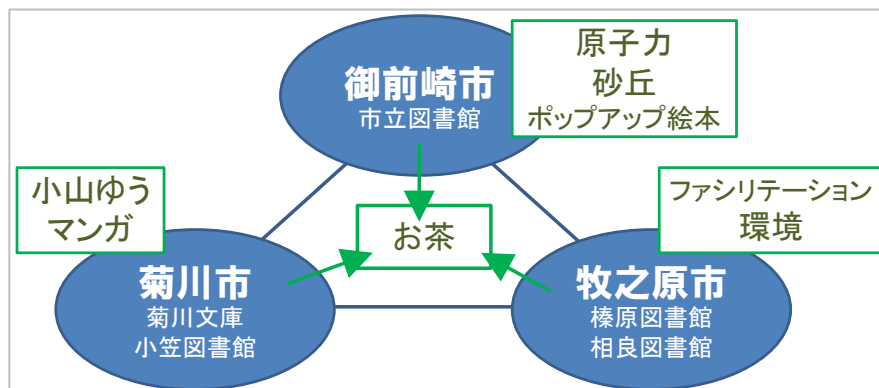 御前崎市
市立図書館
原子力
砂丘
ポップアップ絵本
小山ゆう
マンガ
お茶
ファシリテーション
環境
菊川市
菊川文庫
小笠図書館
牧之原市
榛原図書館
相良図書館